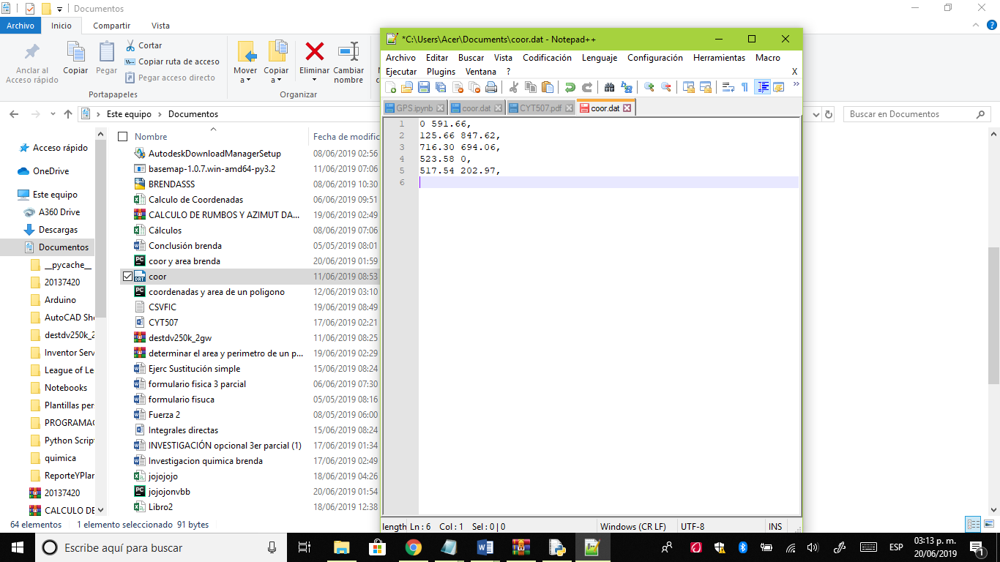 Documentos
Archivo Inicio Compartir Vista
Anclar al Acceso rápido
Copiar
Pegar
Cortar
Copiar ruta de acceso
Pegar acceso directo
Portapapeles
Mover a
Copiar a
Eliminar
Cambiar nombre
Organizar
Este equipo > Documentos
Buscar en Documentos
Acceso rápido
OneDrive
Este equipo
A360 Drive
Descargas
Documentos
__pycache__
20137420
Arduino
AutoCAD She
destdv250k_2
Inventor Serv
League of Le
Notebooks
Plantillas per
PROGRAMAC
Python Script
quimica
ReporteYPlan
20137420
CALCULO DE
Nombre Fecha de modific
AutodeskDownloadManagerSetup 08/06/2019 02:56
basemap-1.0.7.win-amd64-py3.2 11/06/2019 07:06
BRENDASSS 08/06/2019 10:30
Calculo de Coordenadas 06/06/2019 09:51
CALCULO DE RUMBOS Y AZIMUT DA... 19/06/2019 02:49
Cálculos 08/06/2019 07:06
Conclusión brenda 05/05/2019 08:01
coor y area brenda 20/06/2019 01:59
coor 11/06/2019 08:53
coordenadas y area de un poligono 12/06/2019 03:10
CSVFIC 19/06/2019 08:49
CYT507 17/06/2019 02:21
destdv250k_2gw 11/06/2019 08:25
determinar el area y perimetro de un p... 19/06/2019 02:29
Ejerc Sustitución simple 15/06/2019 08:24
formulario fisica 3 parcial 06/06/2019 07:30
formulario fisuca 05/05/2019 08:16
Fuerza 2 08/05/2019 06:00
Integrales directas 15/06/2019 08:24
INVESTIGACIÓN opcional 3er parcial (1) 17/06/2019 01:34
Investigacion quimica brenda 17/06/2019 02:49
jojojojo 18/06/2019 04:26
jojojonvbb 20/06/2019 01:54
Libro2 18/06/2019 12:38
64 elementos 1 elemento seleccionado 91 bytes
*C:\Users\Acer\Documents\coor.dat - Notepad++
Archivo Editar Buscar Vista Codificación Lenguaje Configuración Herramientas Macro
Ejecutar Plugins Ventana ? X
GPS.ipynb coor.dat CYT507.pdf coor.dat
1 0 591.66,
2 125.66 847.62,
3 716.30 694.06,
4 523.58 0,
5 517.54 202.97,
6
length Ln : 6 Col : 1 Sel : 0 | 0 Windows (CR LF) UTF-8 INS
Escribe aquí para buscar
ESP
03:13 p. m.
20/06/2019
1